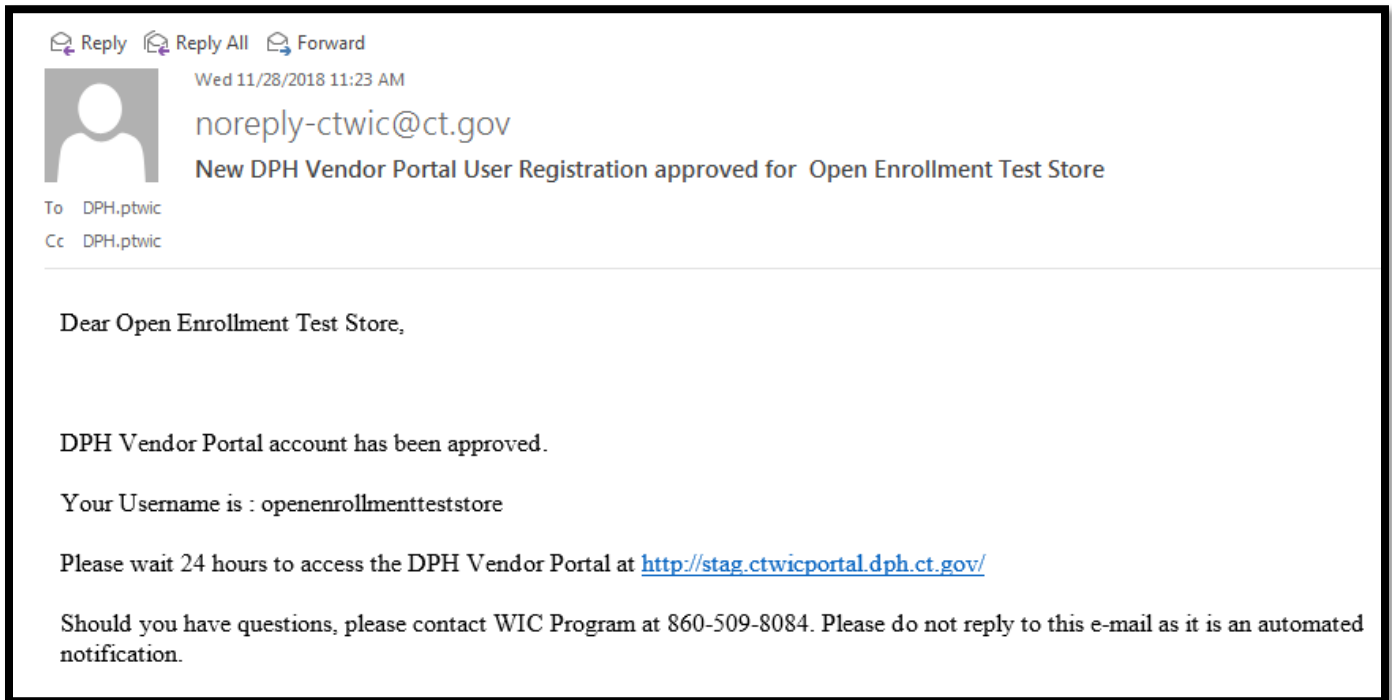 Reply Reply All Forward
Wed 11/28/2018 11:23 AM
noreply-ctwic@ct.gov
New DPH Vendor Portal User Registration approved for Open Enrollment Test Store
To DPH.ptwic
Cc DPH.ptwic
Dear Open Enrollment Test Store,
DPH Vendor Portal account has been approved.
Your Username is : openenrollmentteststore
Please wait 24 hours to access the DPH Vendor Portal at http://stag.ctwicportal.dph.ct.gov/
Should you have questions, please contact WIC Program at 860-509-8084. Please do not reply to this e-mail as it is an automated
notification.